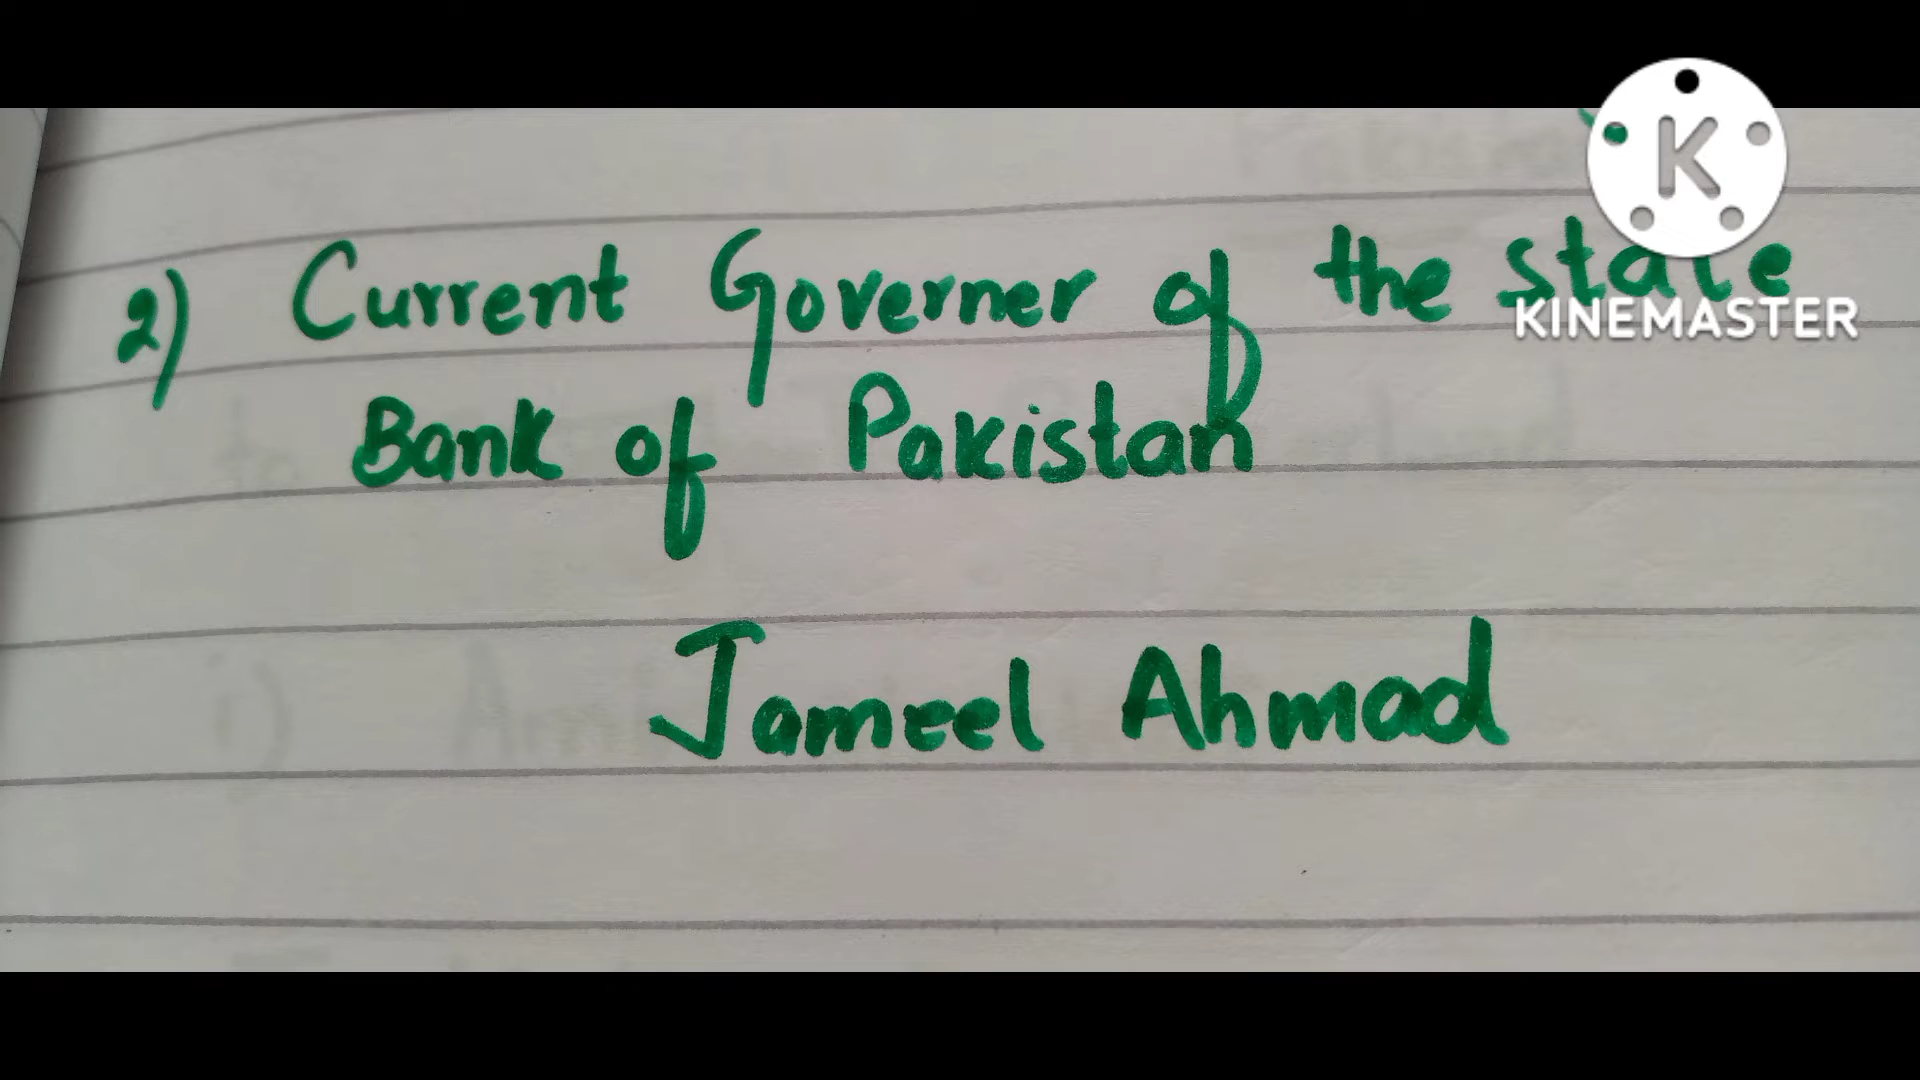 K
KINEMASTER
2) Current Governer of the state
Bank of Pakistan
Jameel Ahmad